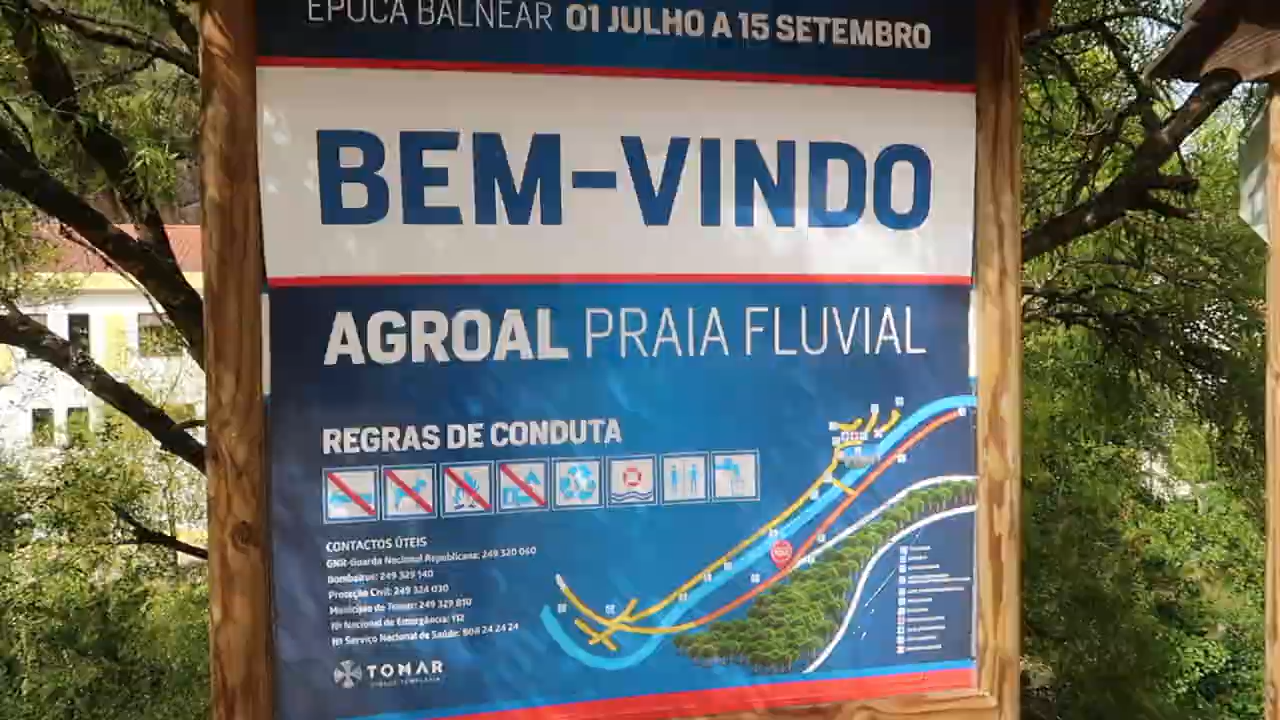 ÉPOCA BALNEAR 01 JULHO A 15 SETEMBRO
BEM-VINDO
AGROAL PRAIA FLUVIAL
REGRAS DE CONDUTA
CONTACTOS ÚTEIS
GNR-Guarda Nacional Republicana: 249 320 060
Bombeiros: 249 329 140
Proteção Civil: 249 324 030
Município de Tomar: 249 329 810
Nº Nacional de Emergência: 112
Nº Serviço Nacional de Saúde: 808 24 24 24
TOMAR
CIDADE TEMPLÁRIA